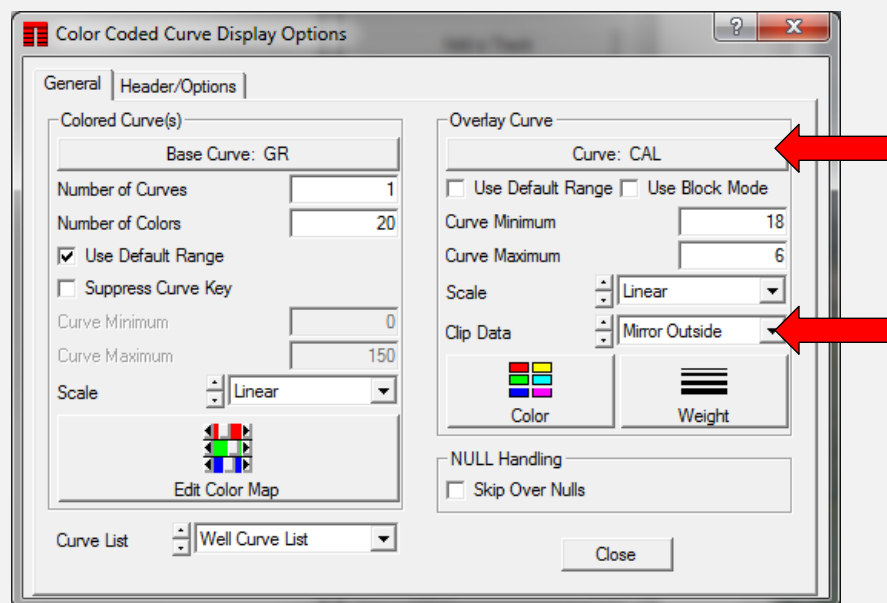 Color Coded Curve Display Options
General
Header/Options
Colored Curve(s)
Base Curve: GR
Number of Curves 1
Number of Colors 20
Use Default Range
Suppress Curve Key
Curve Minimum 0
Curve Maximum 150
Scale Linear
Edit Color Map
Curve List Well Curve List
Overlay Curve
Curve: CAL
Use Default Range Use Block Mode
Curve Minimum 18
Curve Maximum 6
Scale Linear
Clip Data Mirror Outside
Color Weight
NULL Handling
Skip Over Nulls
Close